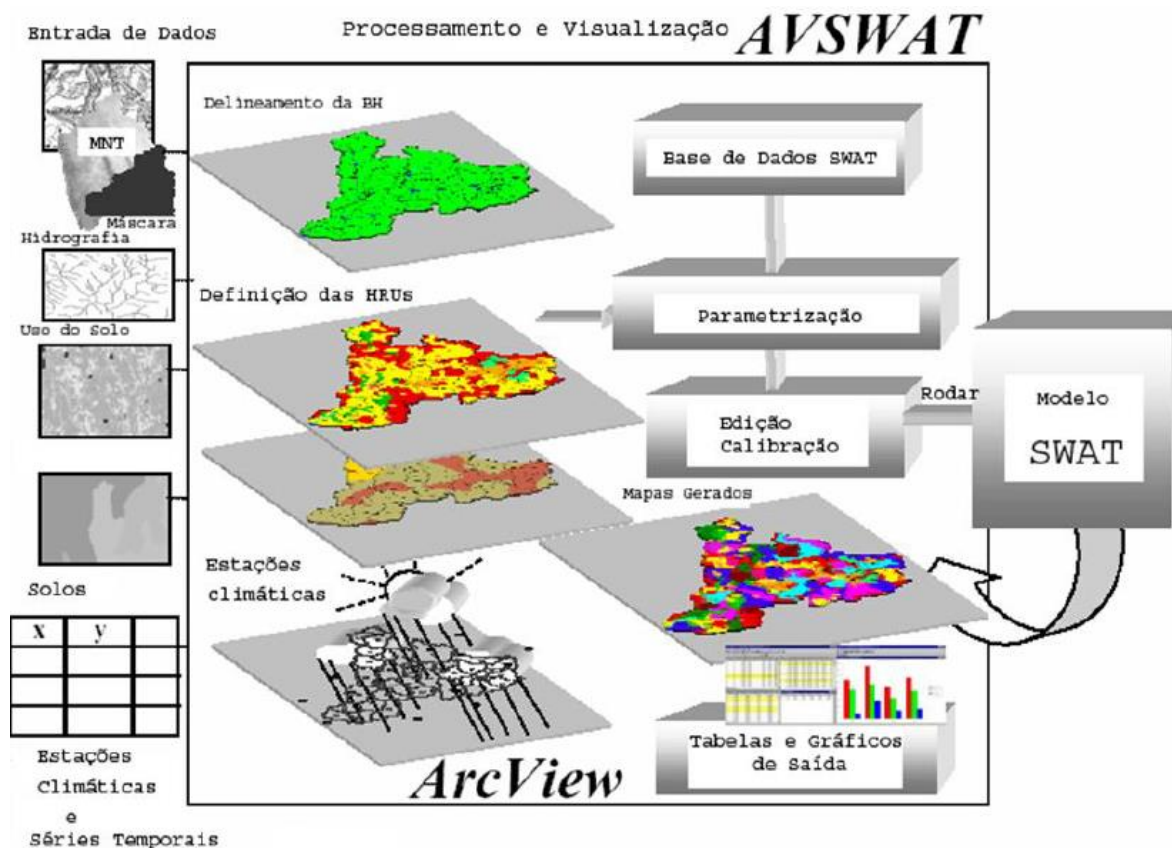 Entrada de Dados
Processamento e Visualização
AVSWAT
MNT
Máscara
Hidrografia
Uso do Solo
Solos
x y
Estações
Climáticas
e
Séries Temporais
Delineamento da BH
Definição das HRUs
Estações
climáticas
ArcView
Base de Dados SWAT
Parametrização
Edição
Calibração
Rodar
Modelo
SWAT
Mapas Gerados
Tabelas e Gráficos
de Saída